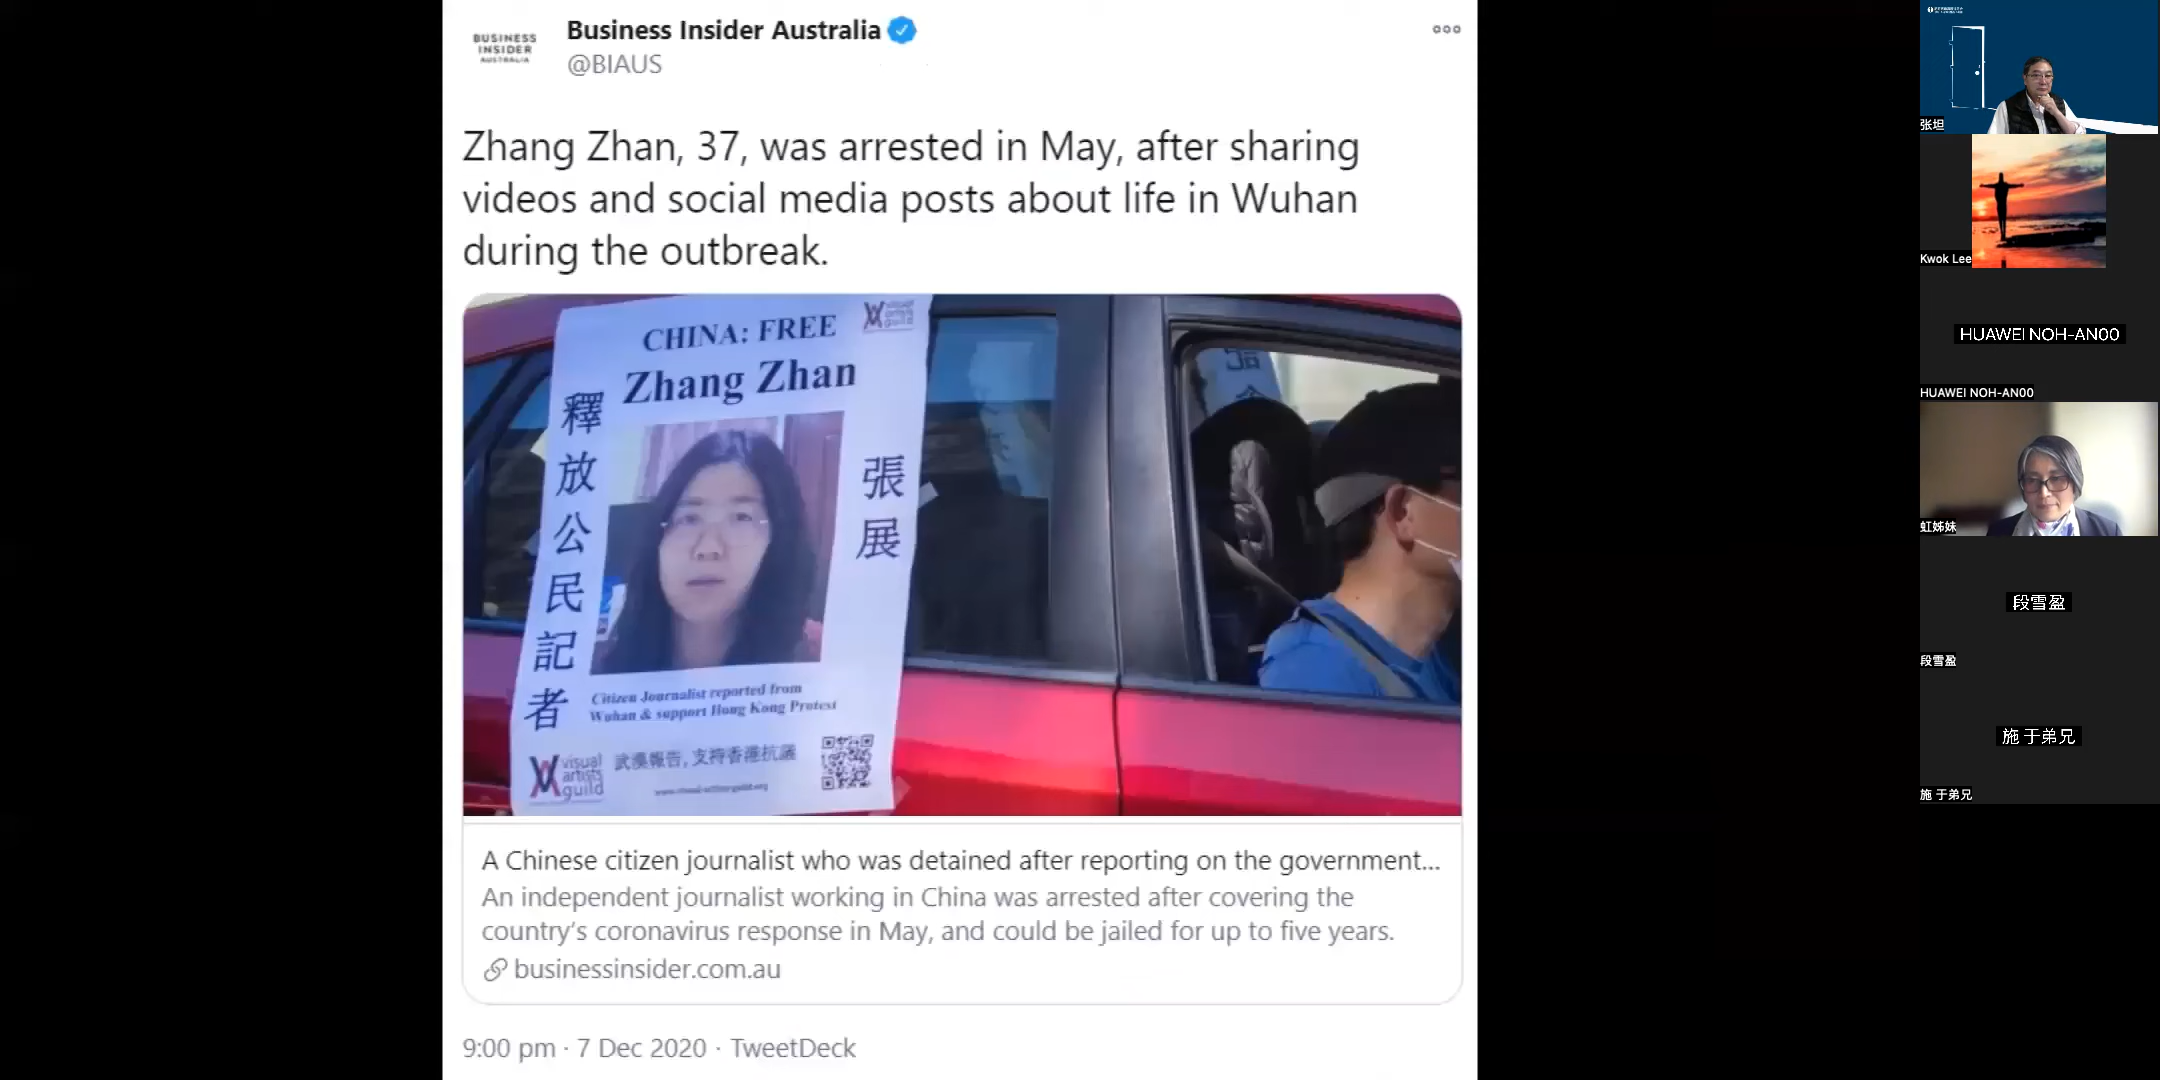 BUSINESS
INSIDER
AUSTRALIA
Business Insider Australia
@BIAUS
Zhang Zhan, 37, was arrested in May, after sharing
videos and social media posts about life in Wuhan
during the outbreak.
CHINA: FREE
Zhang Zhan
visual
artists
guild
釋放公民記者
張展
Citizen Journalist reported from
Wuhan & support Hong Kong Protest
武漢報告,支持香港抗議
visual
artists
guild
記
A Chinese citizen journalist who was detained after reporting on the government...
An independent journalist working in China was arrested after covering the
country's coronavirus response in May, and could be jailed for up to five years.
businessinsider.com.au
9:00 pm · 7 Dec 2020 · TweetDeck
张坦
Kwok Lee
HUAWEI NOH-AN00
HUAWEI NOH-AN00
虹姊妹
段雪盈
段雪盈
施 于弟兄
施 于弟兄